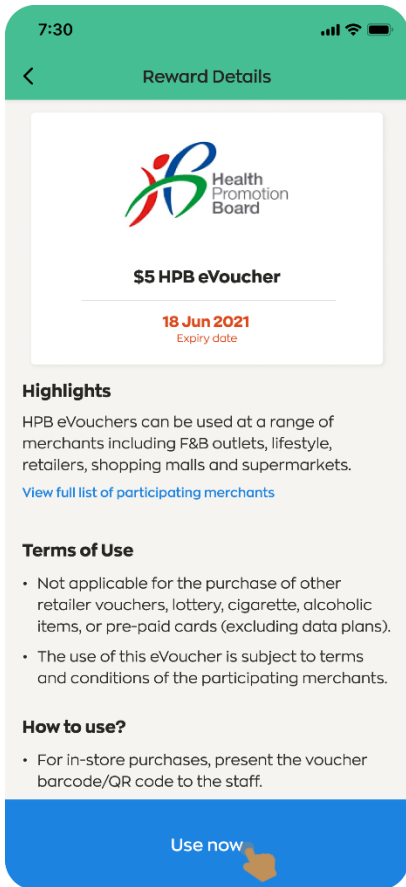 7:30
Reward Details
Health
Promotion
Board
$5 HPB eVoucher
18 Jun 2021
Expiry date
Highlights
HPB eVouchers can be used at a range of
merchants including F&B outlets, lifestyle,
retailers, shopping malls and supermarkets.
View full list of participating merchants
Terms of Use
• Not applicable for the purchase of other
retailer vouchers, lottery, cigarette, alcoholic
items, or pre-paid cards (excluding data plans).
• The use of this eVoucher is subject to terms
and conditions of the participating merchants.
How to use?
• For in-store purchases, present the voucher
barcode/QR code to the staff.
Use now